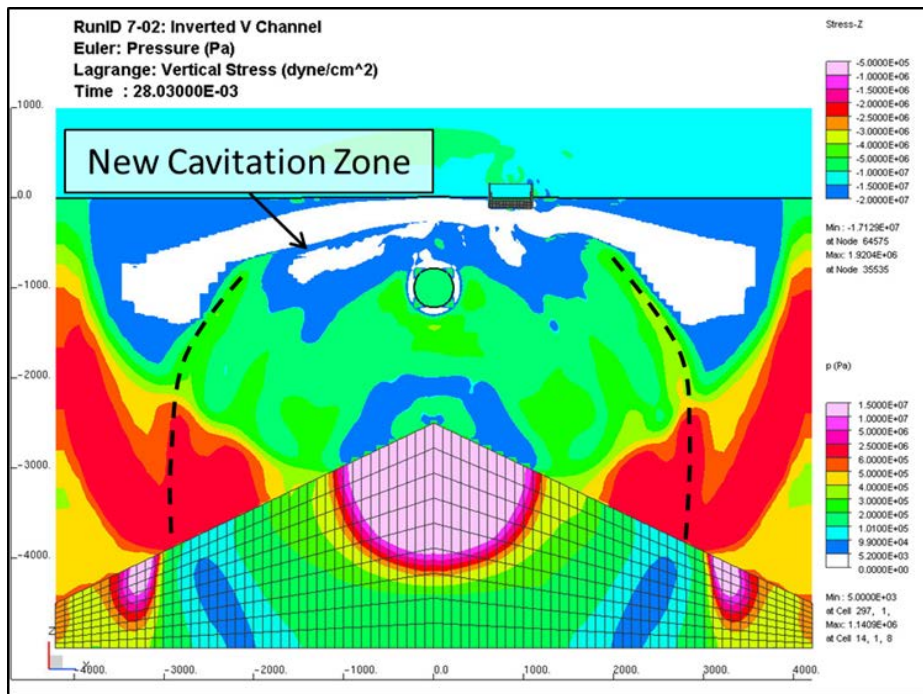 RunID 7-02: Inverted V Channel
Euler: Pressure (Pa)
Lagrange: Vertical Stress (dyne/cm^2)
Time : 28.03000E-03
New Cavitation Zone
1000.
0.0
-1000.
-2000.
-3000.
-4000.
Z
X
-4000.
-3000.
-2000.
-1000.
0.0
1000.
2000.
3000.
4000.
Stress-Z
-5.0000E+05
-1.0000E+06
-1.5000E+06
-2.0000E+06
-2.5000E+06
-3.0000E+06
-4.0000E+06
-5.0000E+06
-1.0000E+07
-1.5000E+07
-2.0000E+07
Min : -1.7129E+07
at Node 64575
Max: 1.9204E+06
at Node 35535
p (Pa)
1.5000E+07
1.0000E+07
5.0000E+06
2.5000E+06
6.0000E+05
5.0000E+05
4.0000E+05
3.0000E+05
2.0000E+05
1.0100E+05
9.9000E+04
5.2000E+03
0.0000E+00
Min : 5.0000E+03
at Cell 297, 1,
Max: 1.1409E+06
at Cell 14, 1, 8